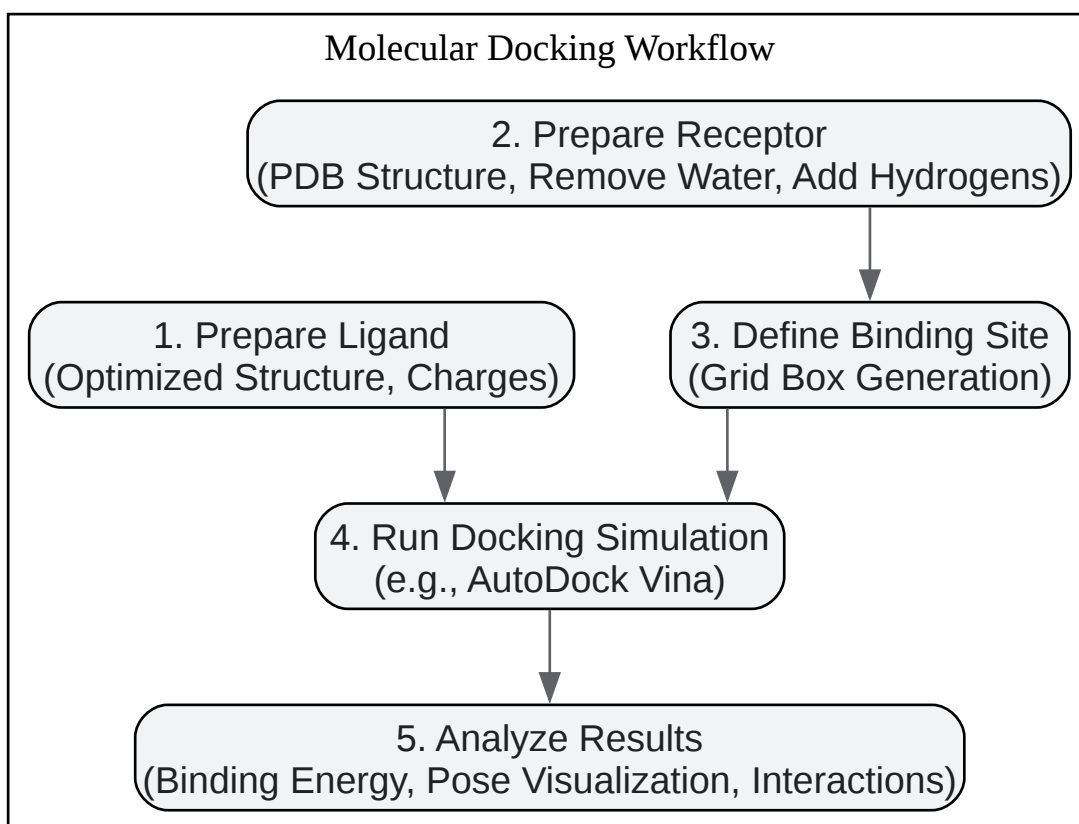 Molecular Docking Workflow
2. Prepare Receptor
(PDB Structure, Remove Water, Add Hydrogens)
1. Prepare Ligand
(Optimized Structure, Charges)
3. Define Binding Site
(Grid Box Generation)
4. Run Docking Simulation
(e.g., AutoDock Vina)
5. Analyze Results
(Binding Energy, Pose Visualization, Interactions)